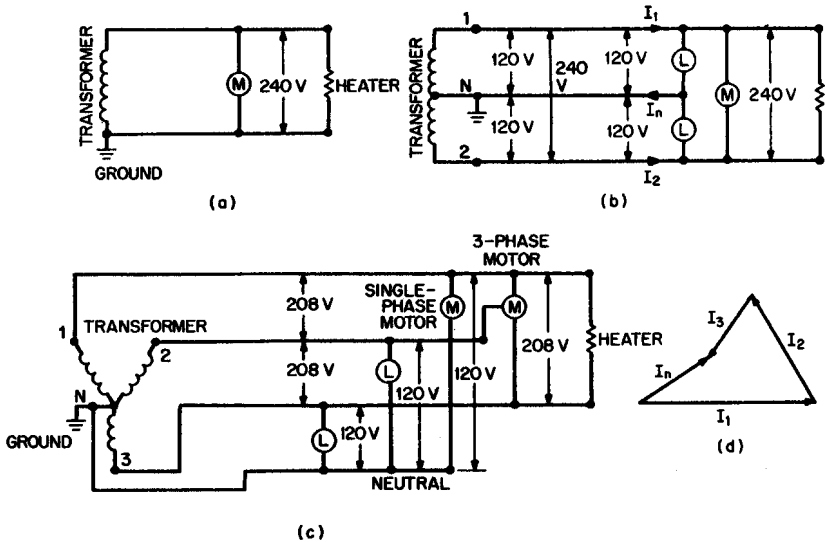 TRANSFORMER
M
240 V
HEATER
GROUND
(a)
1
I1
TRANSFORMER
120 V
240
V
120 V
L
N
In
M
240 V
120 V
120 V
L
2
I2
(b)
3-PHASE
MOTOR
208 V
SINGLE-
PHASE
MOTOR
M
M
1
TRANSFORMER
2
208 V
HEATER
208 V
L
120 V
120 V
N
GROUND
L
120 V
3
NEUTRAL
(c)
I3
I2
In
I1
(d)